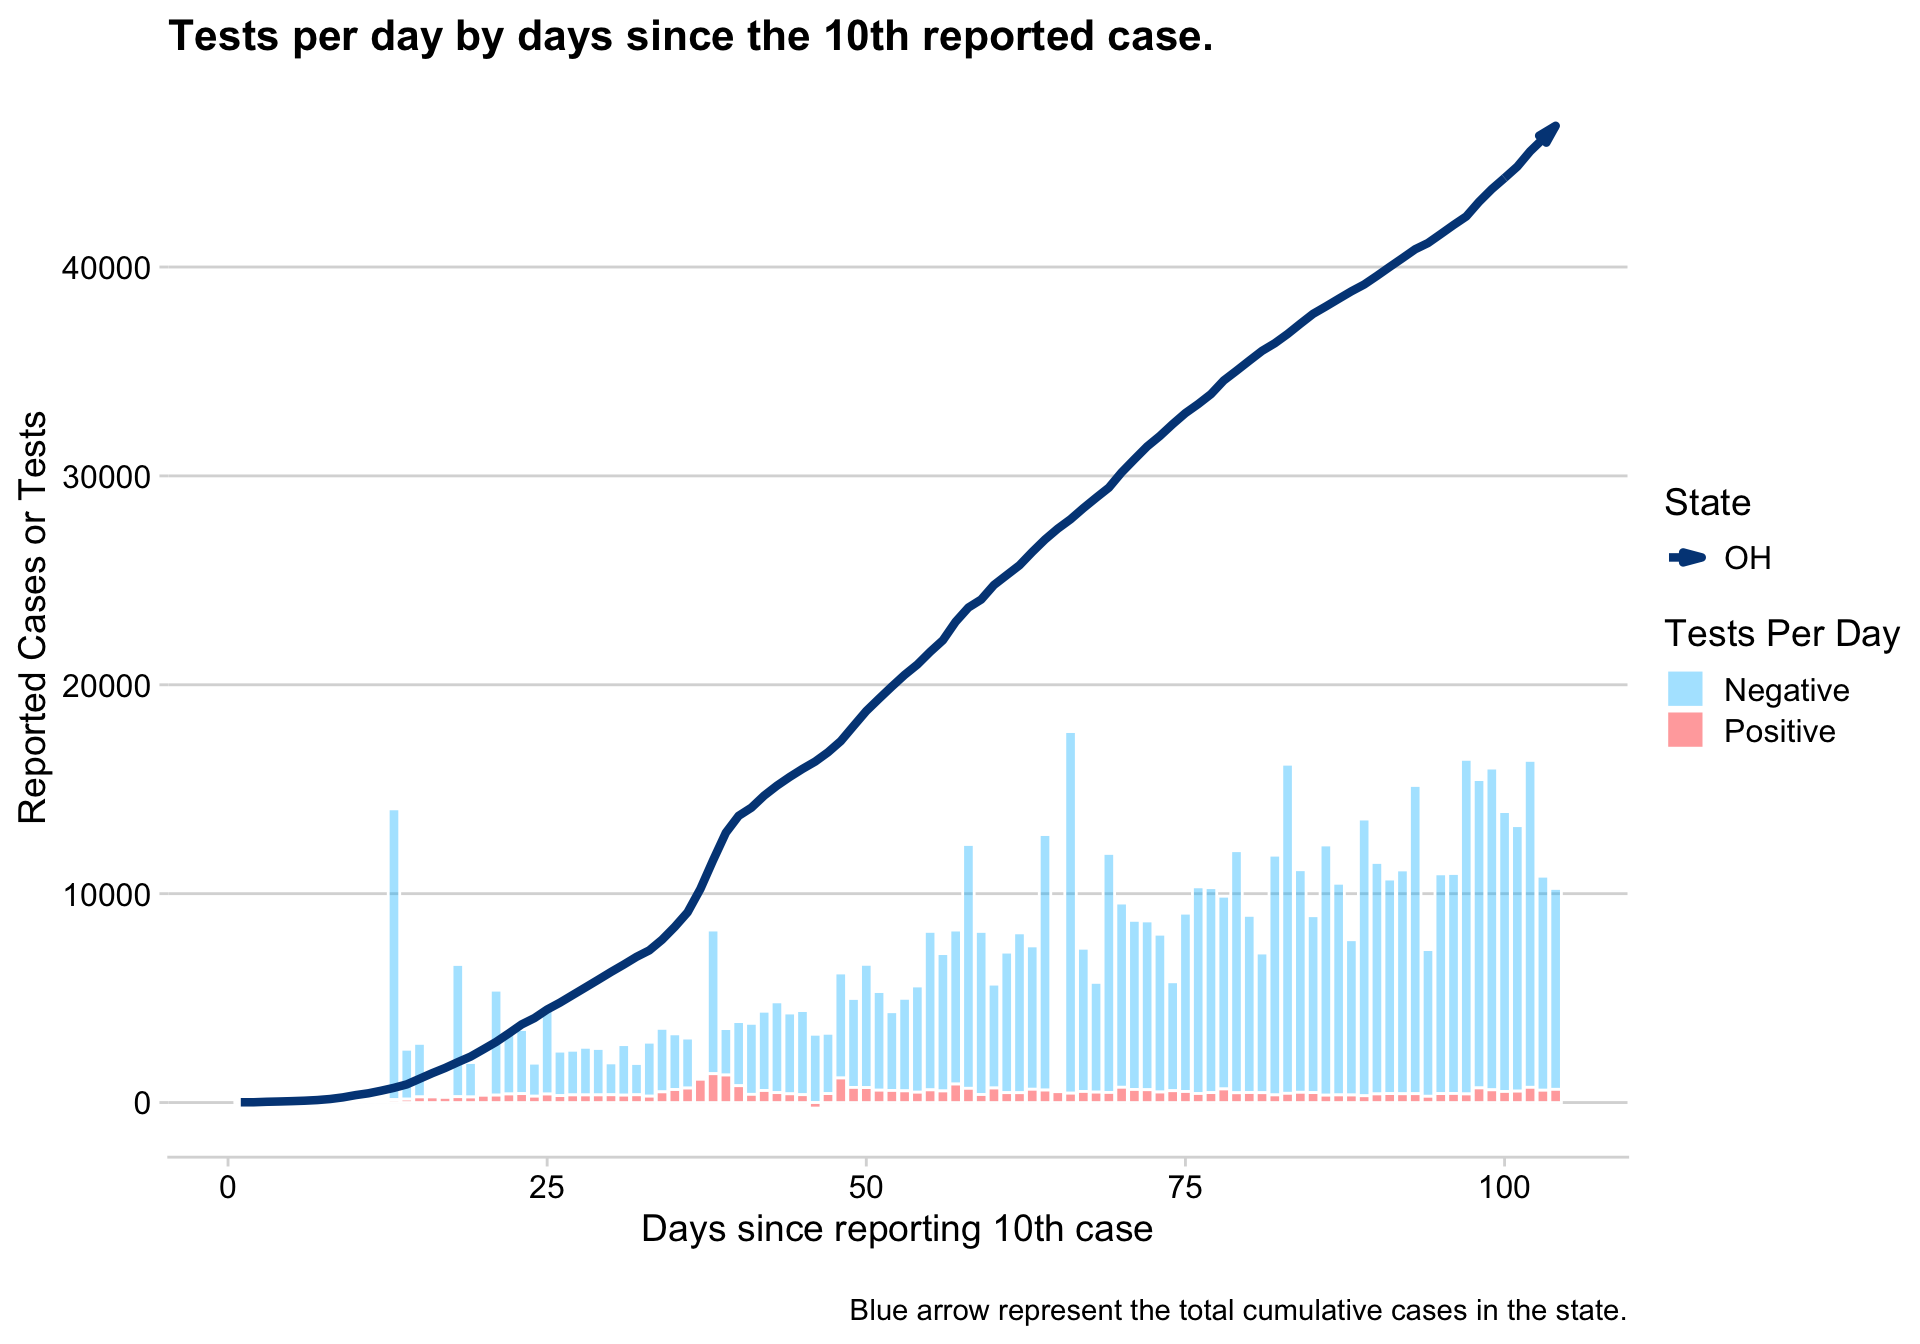 Tests per day by days since the 10th reported case.
Reported Cases or Tests
40000
30000
20000
10000
0
0 25 50 75 100
Days since reporting 10th case
State
OH
Tests Per Day
Negative
Positive
Blue arrow represent the total cumulative cases in the state.